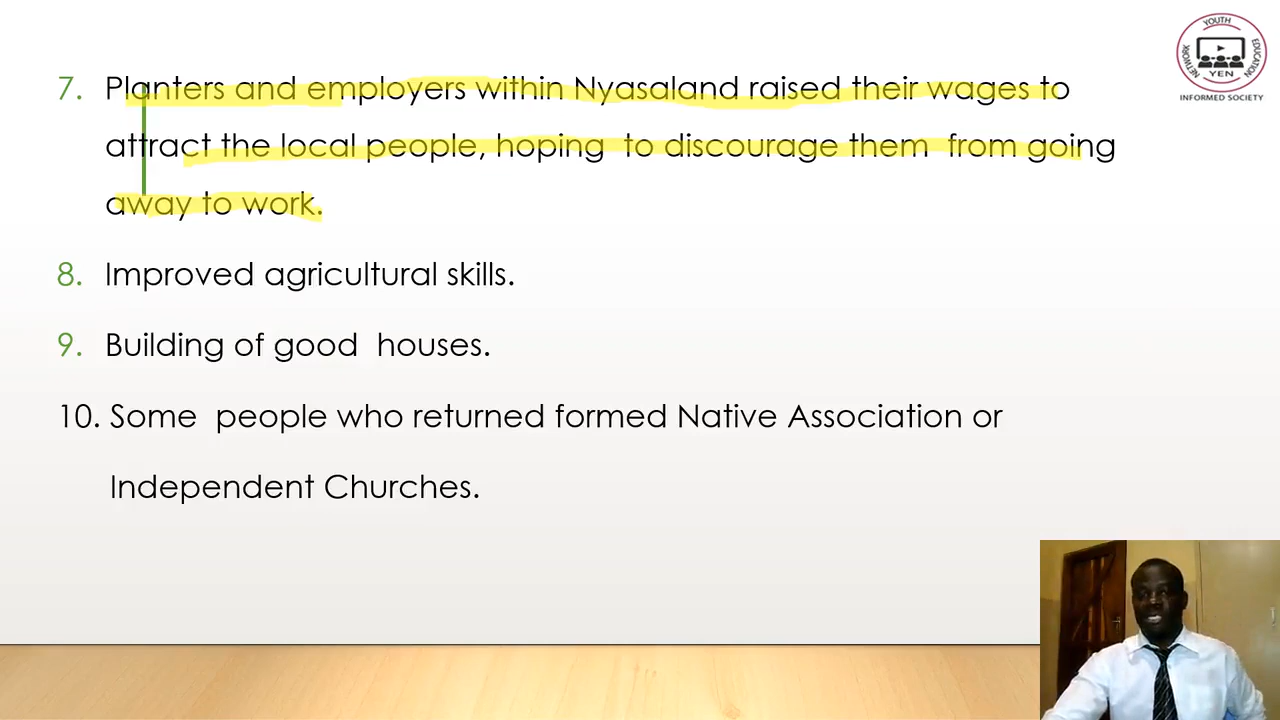 YOUTH
NETWORK
EDUCATION
YEN
INFORMED SOCIETY
7. Planters and employers within Nyasaland raised their wages to
attract the local people, hoping to discourage them from going
away to work.
8. Improved agricultural skills.
9. Building of good houses.
10. Some people who returned formed Native Association or
Independent Churches.